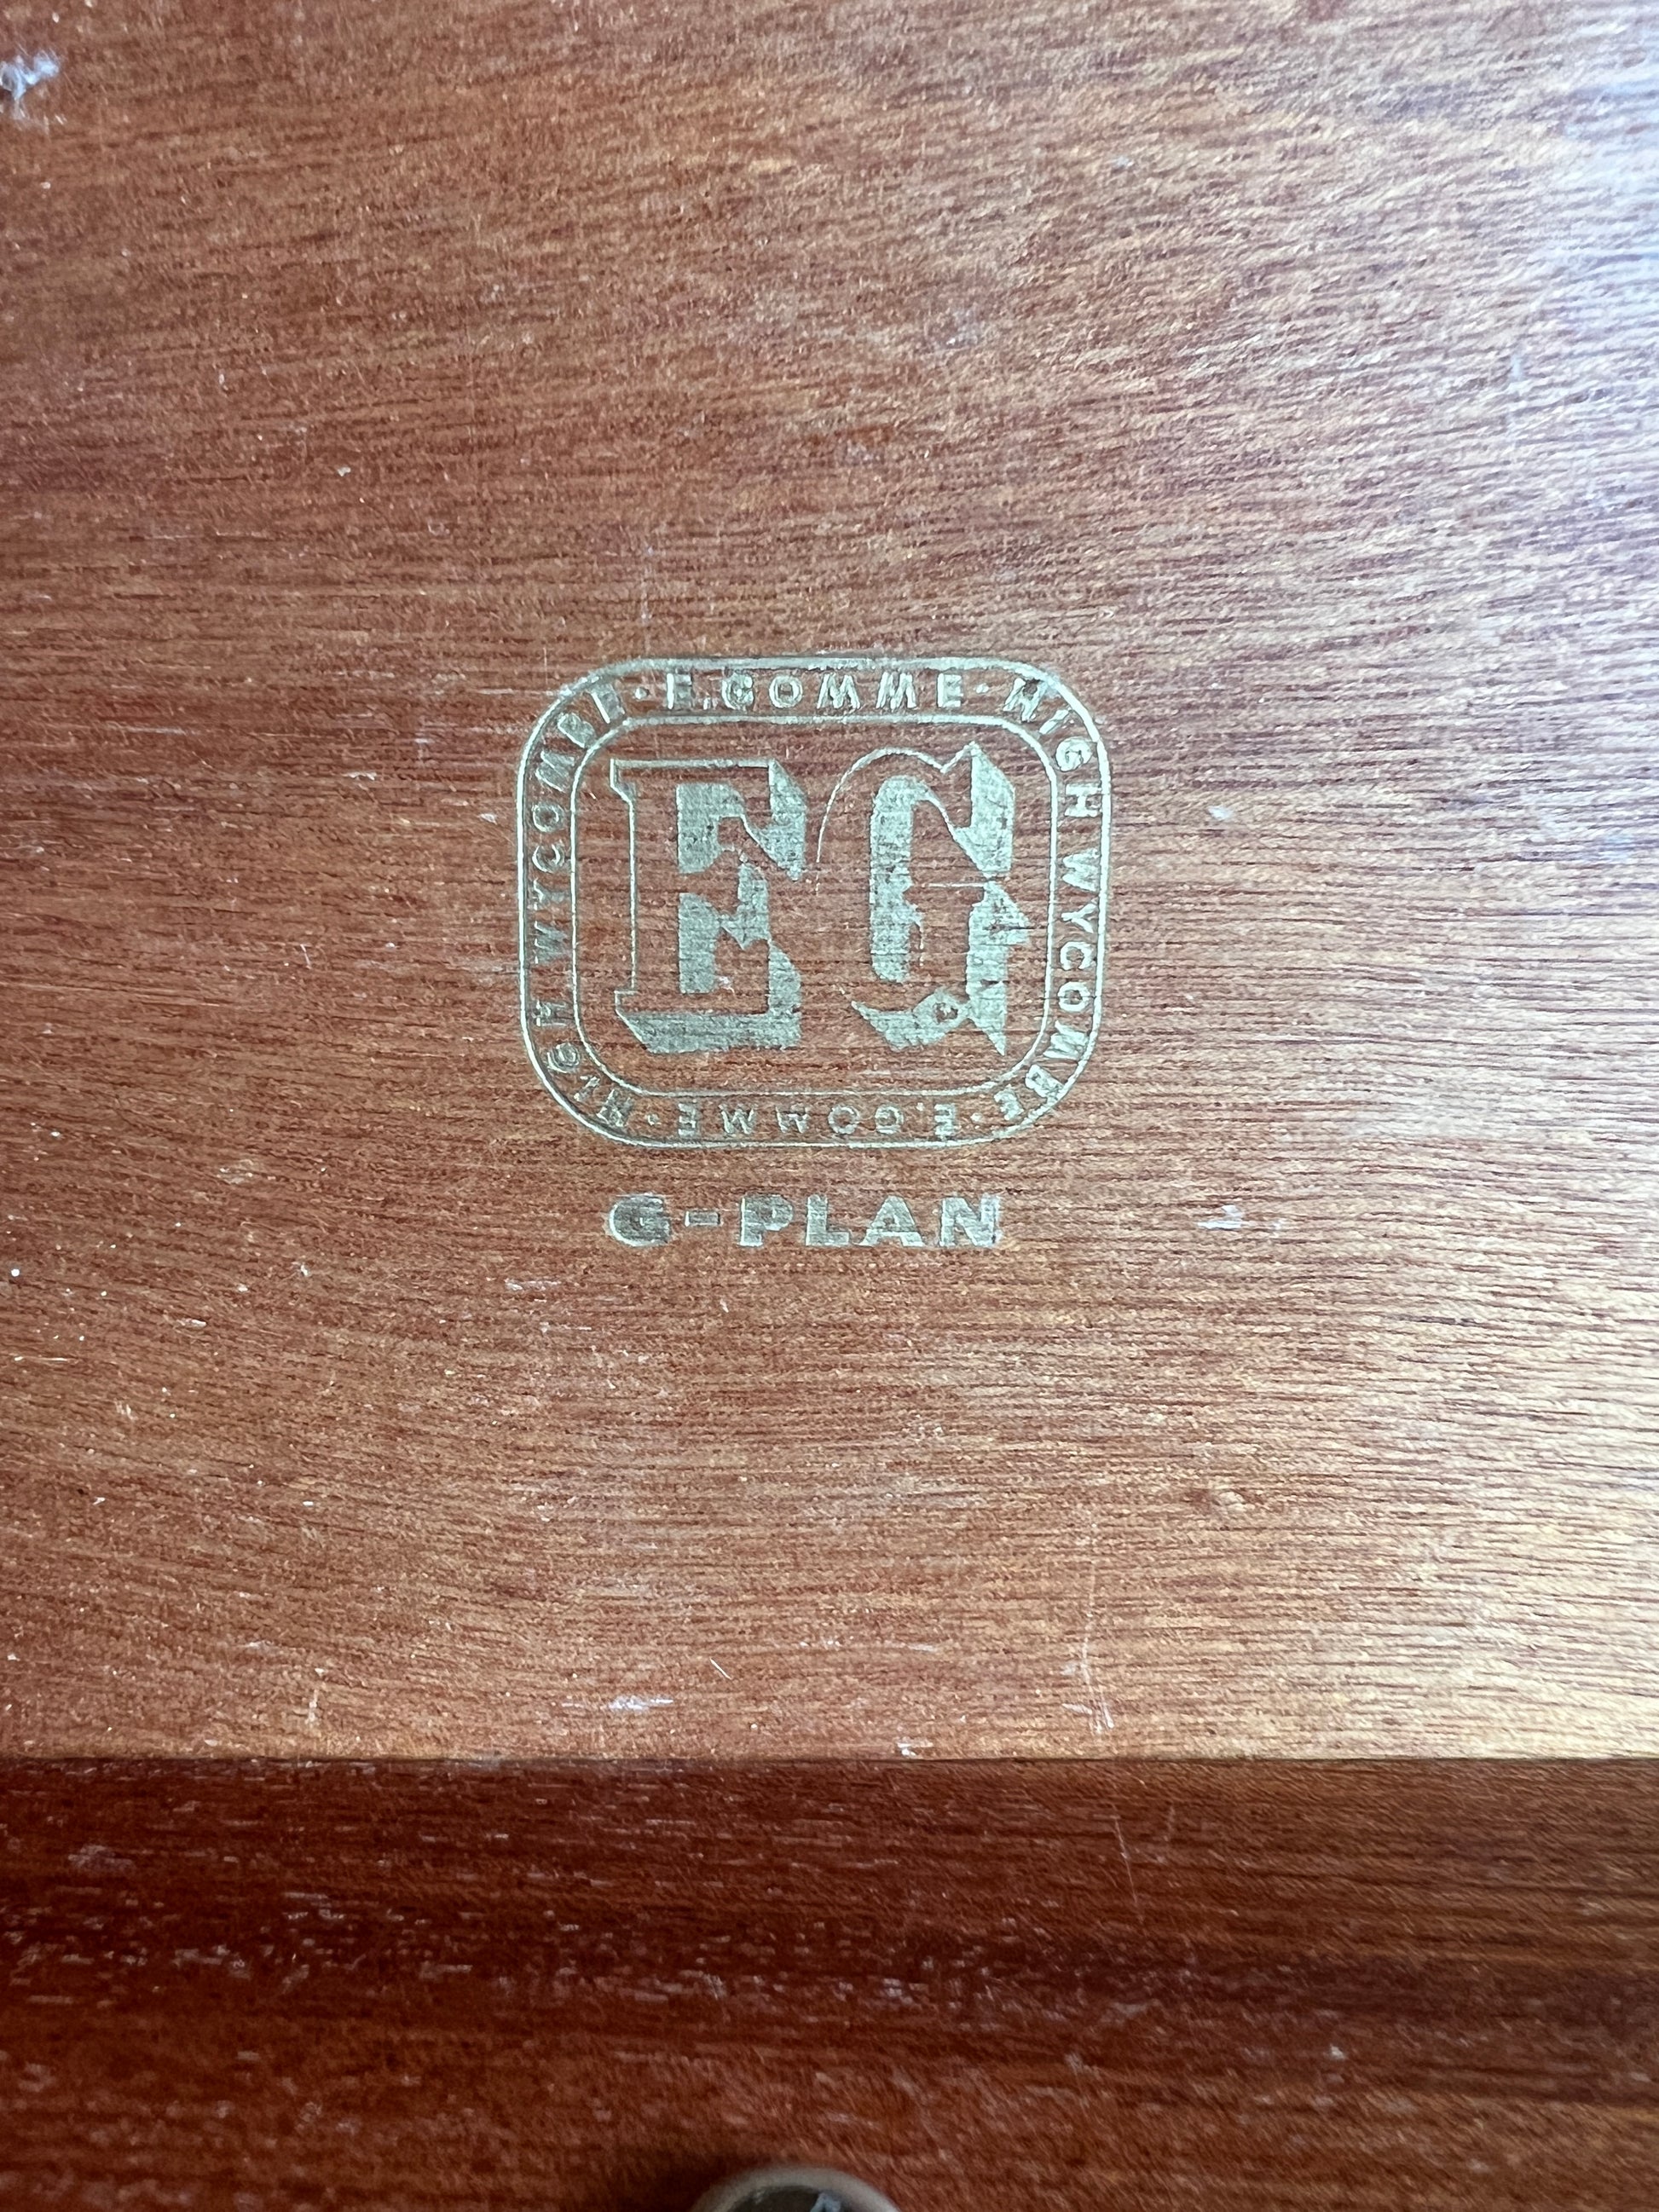 E.GOMME · HIGH WYCOMBE · E.GOMME · HIGH WYCOMBE ·
EG
G-PLAN